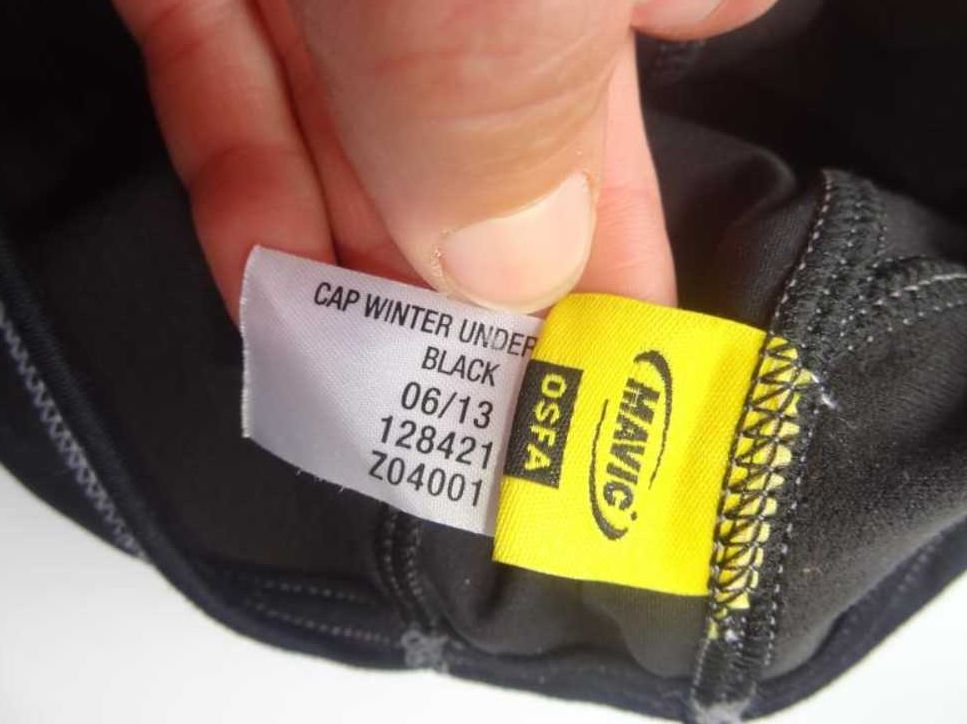 CAP WINTER UNDER
BLACK
06/13
128421
Z04001
OSFA
MAVIC